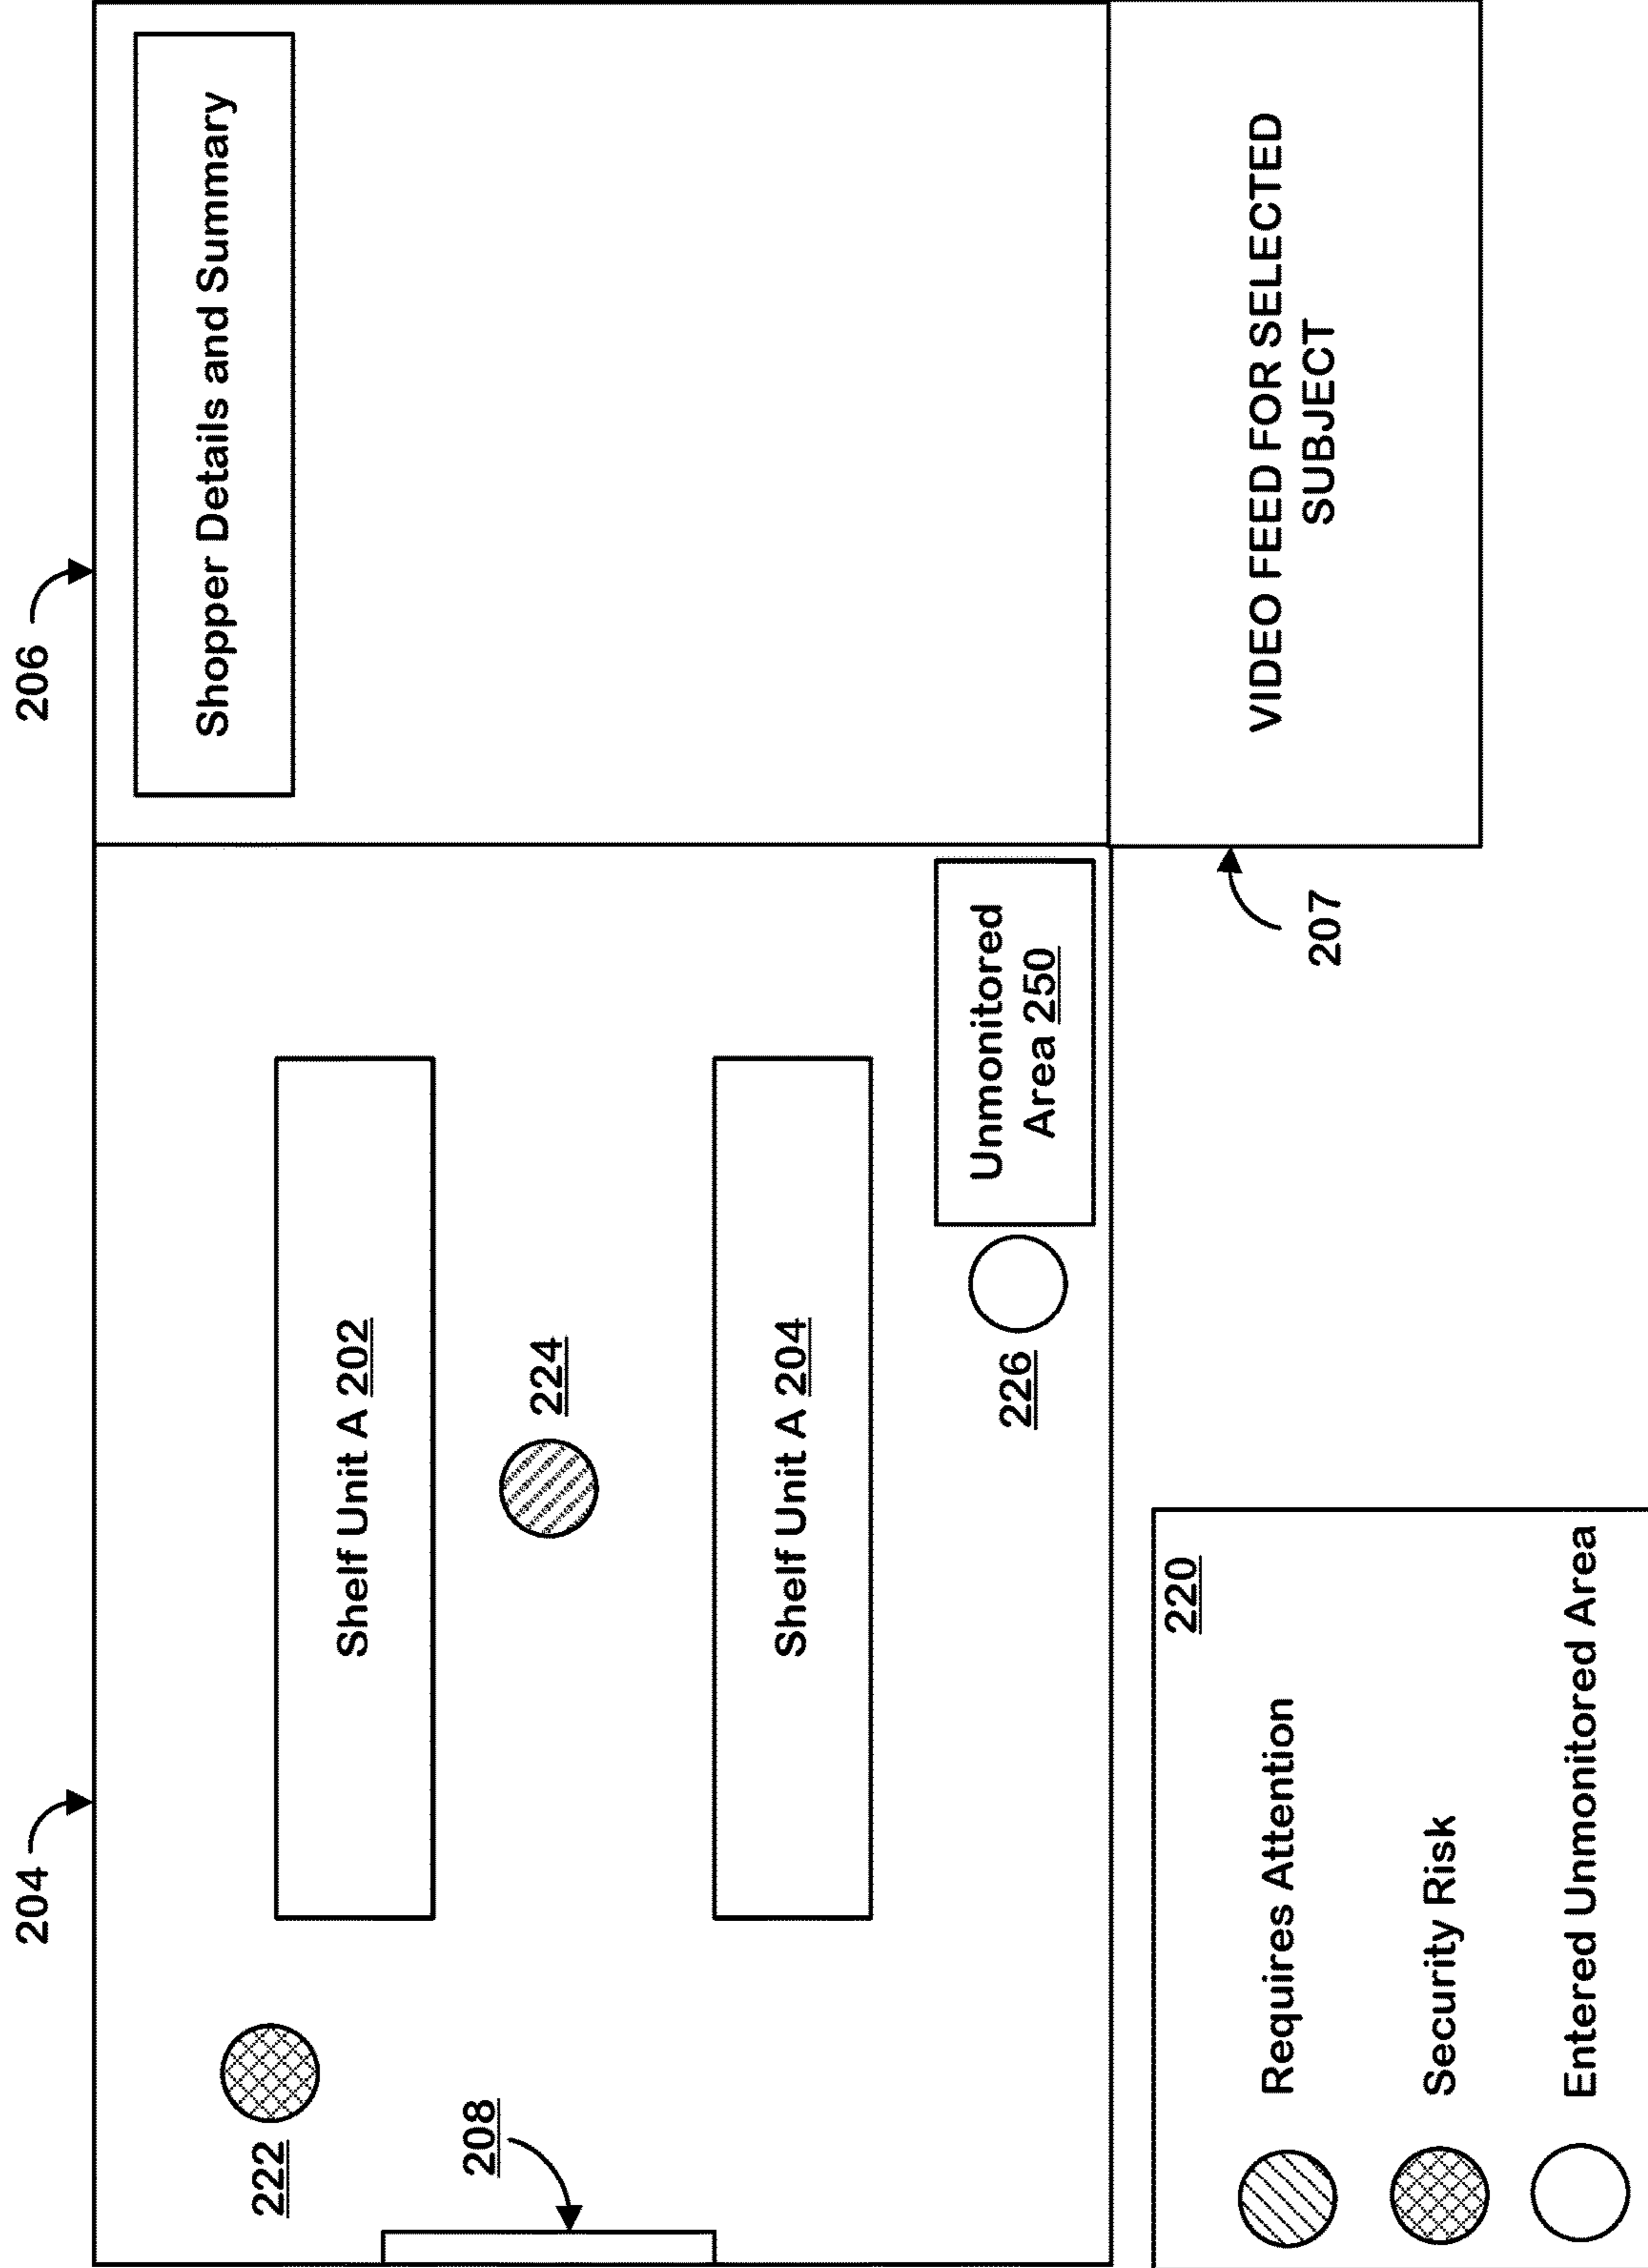 204
206
Shopper Details and Summary
222
Shelf Unit A 202
208
224
Shelf Unit A 204
226
Unmonitored
Area 250
207
VIDEO FEED FOR SELECTED
SUBJECT
220
Requires Attention
Security Risk
Entered Unmonitored Area